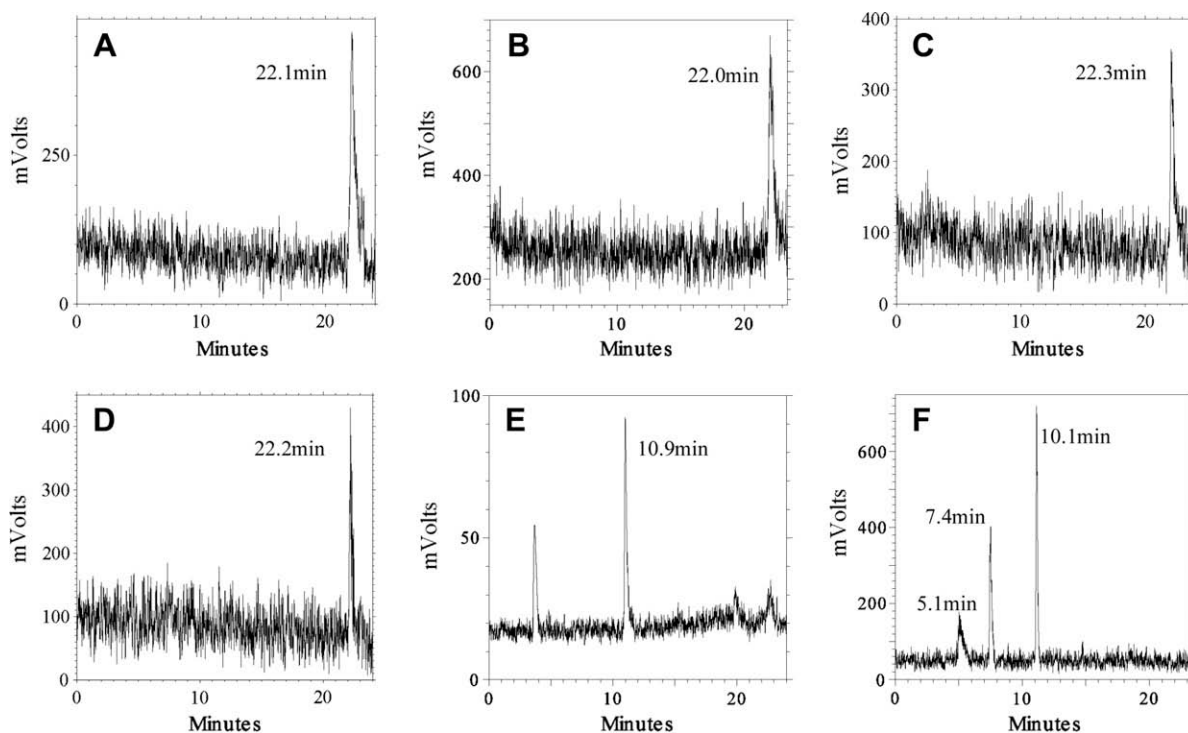 A
22.1min
mVolts
250
0
0 10 20
Minutes
B
22.0min
mVolts
600
400
200
0 10 20
Minutes
C
22.3min
mVolts
400
300
200
100
0
0 10 20
Minutes
D
22.2min
mVolts
400
300
200
100
0
0 10 20
Minutes
E
10.9min
mVolts
100
50
0
0 10 20
Minutes
F
10.1min
7.4min
5.1min
mVolts
600
400
200
0
0 10 20
Minutes